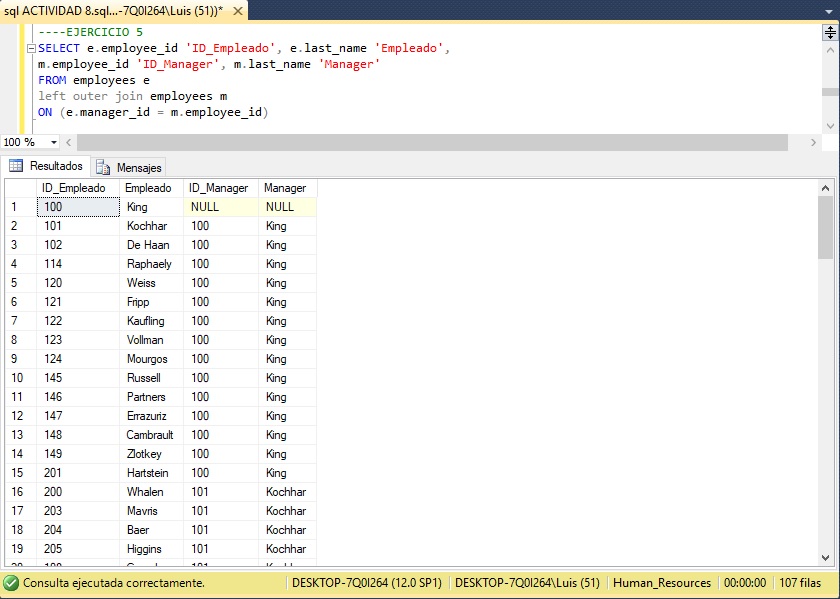 sql ACTIVIDAD 8.sql...-7Q0I264\Luis (51))* ×
----EJERCICIO 5
SELECT e.employee_id 'ID_Empleado', e.last_name 'Empleado',
m.employee_id 'ID_Manager', m.last_name 'Manager'
FROM employees e
left outer join employees m
ON (e.manager_id = m.employee_id)
100 %
Resultados Mensajes
ID_Empleado Empleado ID_Manager Manager
1 100 King NULL NULL
2 101 Kochhar 100 King
3 102 De Haan 100 King
4 114 Raphaely 100 King
5 120 Weiss 100 King
6 121 Fripp 100 King
7 122 Kaufling 100 King
8 123 Vollman 100 King
9 124 Mourgos 100 King
10 145 Russell 100 King
11 146 Partners 100 King
12 147 Errazuriz 100 King
13 148 Cambrault 100 King
14 149 Zlotkey 100 King
15 201 Hartstein 100 King
16 200 Whalen 101 Kochhar
17 203 Mavris 101 Kochhar
18 204 Baer 101 Kochhar
19 205 Higgins 101 Kochhar
Consulta ejecutada correctamente. DESKTOP-7Q0I264 (12.0 SP1) DESKTOP-7Q0I264\Luis (51) Human_Resources 00:00:00 107 filas